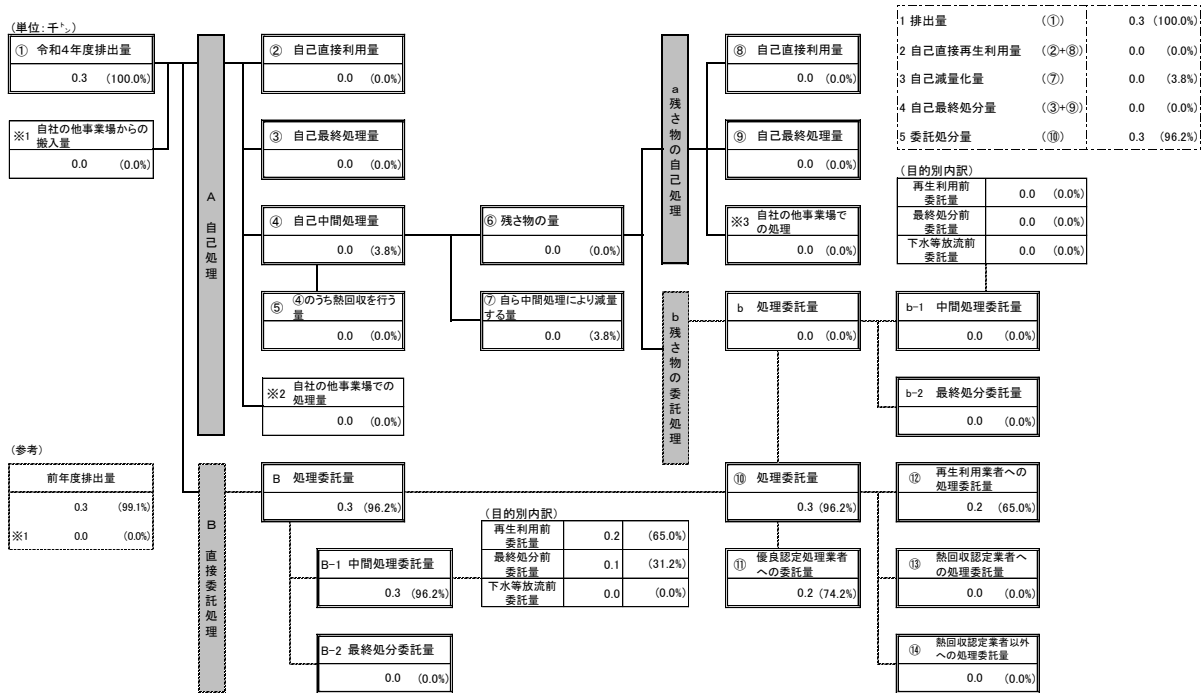 (単位:千㌧)
① 令和4年度排出量
0.3 (100.0%)
※1 自社の他事業場からの
搬入量
0.0 (0.0%)
A 自己処理
② 自己直接利用量
0.0 (0.0%)
③ 自己最終処理量
0.0 (0.0%)
④ 自己中間処理量
0.0 (3.8%)
⑤ ④のうち熱回収を行う
量
0.0 (0.0%)
※2 自社の他事業場での
処理量
0.0 (0.0%)
⑥ 残さ物の量
0.0 (0.0%)
⑦ 自ら中間処理により減量
する量
0.0 (3.8%)
a 残さ物の自己処理
⑧ 自己直接利用量
0.0 (0.0%)
⑨ 自己最終処理量
0.0 (0.0%)
※3 自社の他事業場で
の処理
0.0 (0.0%)
b 残さ物の委託処理
b 処理委託量
0.0 (0.0%)
b-1 中間処理委託量
0.0 (0.0%)
b-2 最終処分委託量
0.0 (0.0%)
1 排出量 (①) 0.3 (100.0%)
2 自己直接再生利用量 (②+⑧) 0.0 (0.0%)
3 自己減量化量 (⑦) 0.0 (3.8%)
4 自己最終処分量 (③+⑨) 0.0 (0.0%)
5 委託処分量 (⑩) 0.3 (96.2%)
(目的別内訳)
再生利用前
委託量 0.0 (0.0%)
最終処分前
委託量 0.0 (0.0%)
下水等放流前
委託量 0.0 (0.0%)
(参考)
前年度排出量
0.3 (99.1%)
※1 0.0 (0.0%)
B 直接委託処理
B 処理委託量
0.3 (96.2%)
B-1 中間処理委託量
0.3 (96.2%)
B-2 最終処分委託量
0.0 (0.0%)
(目的別内訳)
再生利用前
委託量 0.2 (65.0%)
最終処分前
委託量 0.1 (31.2%)
下水等放流前
委託量 0.0 (0.0%)
⑩ 処理委託量
0.3 (96.2%)
⑪ 優良認定処理業者
への委託量
0.2 (74.2%)
⑫ 再生利用業者への
処理委託量
0.2 (65.0%)
⑬ 熱回収認定業者へ
の処理委託量
0.0 (0.0%)
⑭ 熱回収認定業者以外
への処理委託量
0.0 (0.0%)